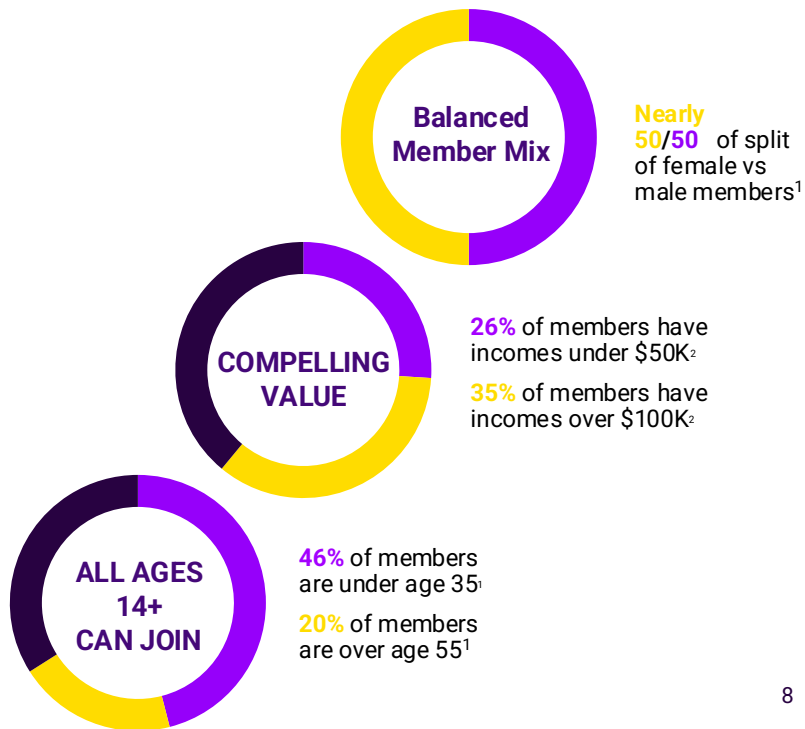 Balanced
Member Mix
Nearly
50/50 of split
of female vs
male members1
COMPELLING
VALUE
26% of members have
incomes under $50K2
35% of members have
incomes over $100K2
ALL AGES
14+
CAN JOIN
46% of members
are under age 351
20% of members
are over age 551
8